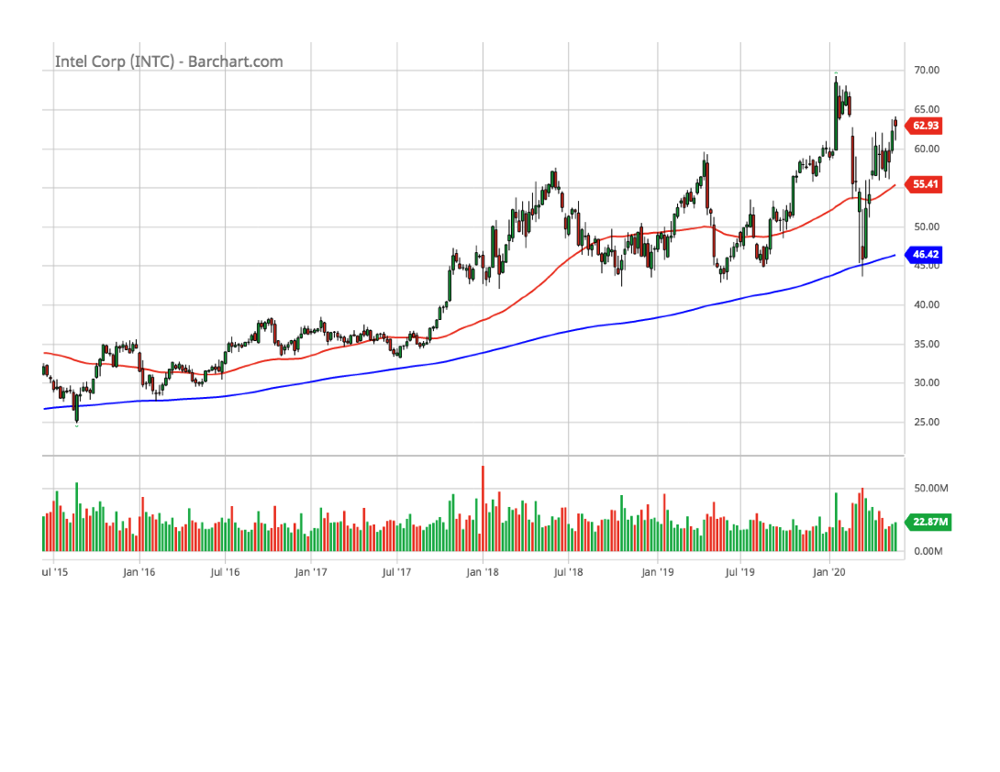 Intel Corp (INTC) - Barchart.com
70.00
65.00
62.93
60.00
55.41
50.00
46.42
45.00
40.00
35.00
30.00
25.00
50.00M
22.87M
0.00M
ul '15 Jan '16 Jul '16 Jan '17 Jul '17 Jan '18 Jul '18 Jan '19 Jul '19 Jan '20